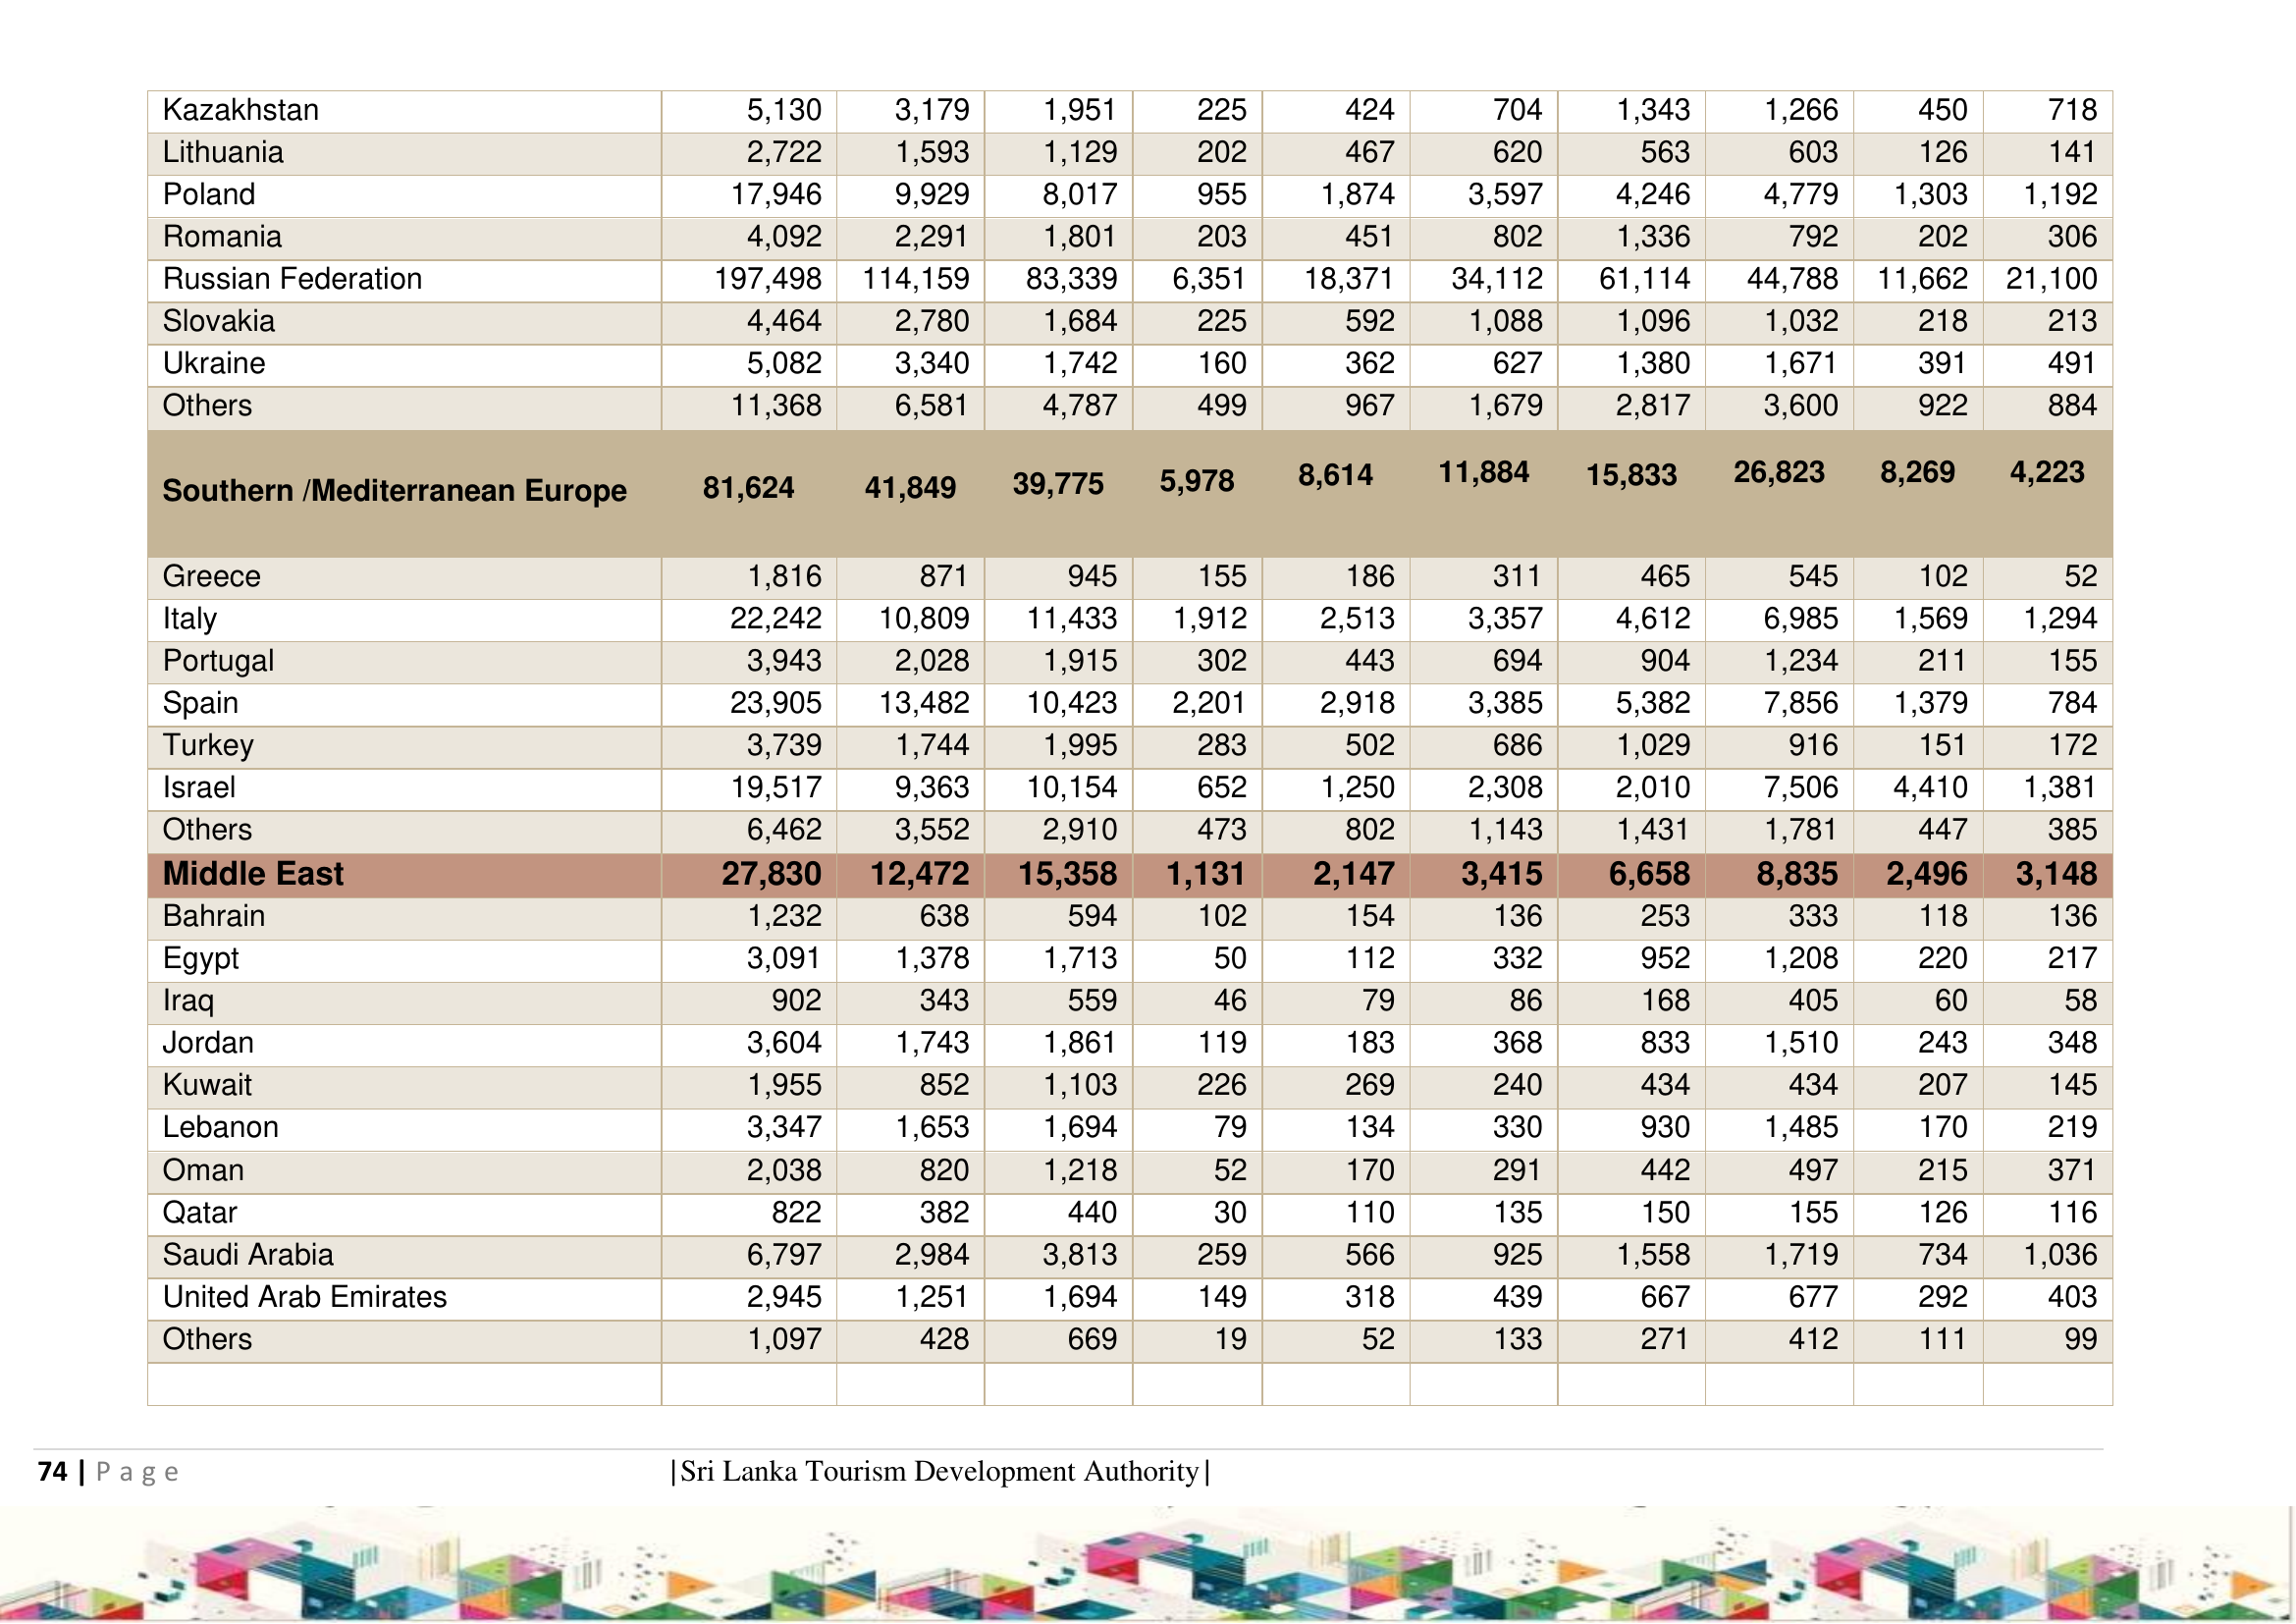 Kazakhstan 5,130 3,179 1,951 225 424 704 1,343 1,266 450 718
Lithuania 2,722 1,593 1,129 202 467 620 563 603 126 141
Poland 17,946 9,929 8,017 955 1,874 3,597 4,246 4,779 1,303 1,192
Romania 4,092 2,291 1,801 203 451 802 1,336 792 202 306
Russian Federation 197,498 114,159 83,339 6,351 18,371 34,112 61,114 44,788 11,662 21,100
Slovakia 4,464 2,780 1,684 225 592 1,088 1,096 1,032 218 213
Ukraine 5,082 3,340 1,742 160 362 627 1,380 1,671 391 491
Others 11,368 6,581 4,787 499 967 1,679 2,817 3,600 922 884
Southern /Mediterranean Europe 81,624 41,849 39,775 5,978 8,614 11,884 15,833 26,823 8,269 4,223
Greece 1,816 871 945 155 186 311 465 545 102 52
Italy 22,242 10,809 11,433 1,912 2,513 3,357 4,612 6,985 1,569 1,294
Portugal 3,943 2,028 1,915 302 443 694 904 1,234 211 155
Spain 23,905 13,482 10,423 2,201 2,918 3,385 5,382 7,856 1,379 784
Turkey 3,739 1,744 1,995 283 502 686 1,029 916 151 172
Israel 19,517 9,363 10,154 652 1,250 2,308 2,010 7,506 4,410 1,381
Others 6,462 3,552 2,910 473 802 1,143 1,431 1,781 447 385
Middle East 27,830 12,472 15,358 1,131 2,147 3,415 6,658 8,835 2,496 3,148
Bahrain 1,232 638 594 102 154 136 253 333 118 136
Egypt 3,091 1,378 1,713 50 112 332 952 1,208 220 217
Iraq 902 343 559 46 79 86 168 405 60 58
Jordan 3,604 1,743 1,861 119 183 368 833 1,510 243 348
Kuwait 1,955 852 1,103 226 269 240 434 434 207 145
Lebanon 3,347 1,653 1,694 79 134 330 930 1,485 170 219
Oman 2,038 820 1,218 52 170 291 442 497 215 371
Qatar 822 382 440 30 110 135 150 155 126 116
Saudi Arabia 6,797 2,984 3,813 259 566 925 1,558 1,719 734 1,036
United Arab Emirates 2,945 1,251 1,694 149 318 439 667 677 292 403
Others 1,097 428 669 19 52 133 271 412 111 99
74 | Page |Sri Lanka Tourism Development Authority|